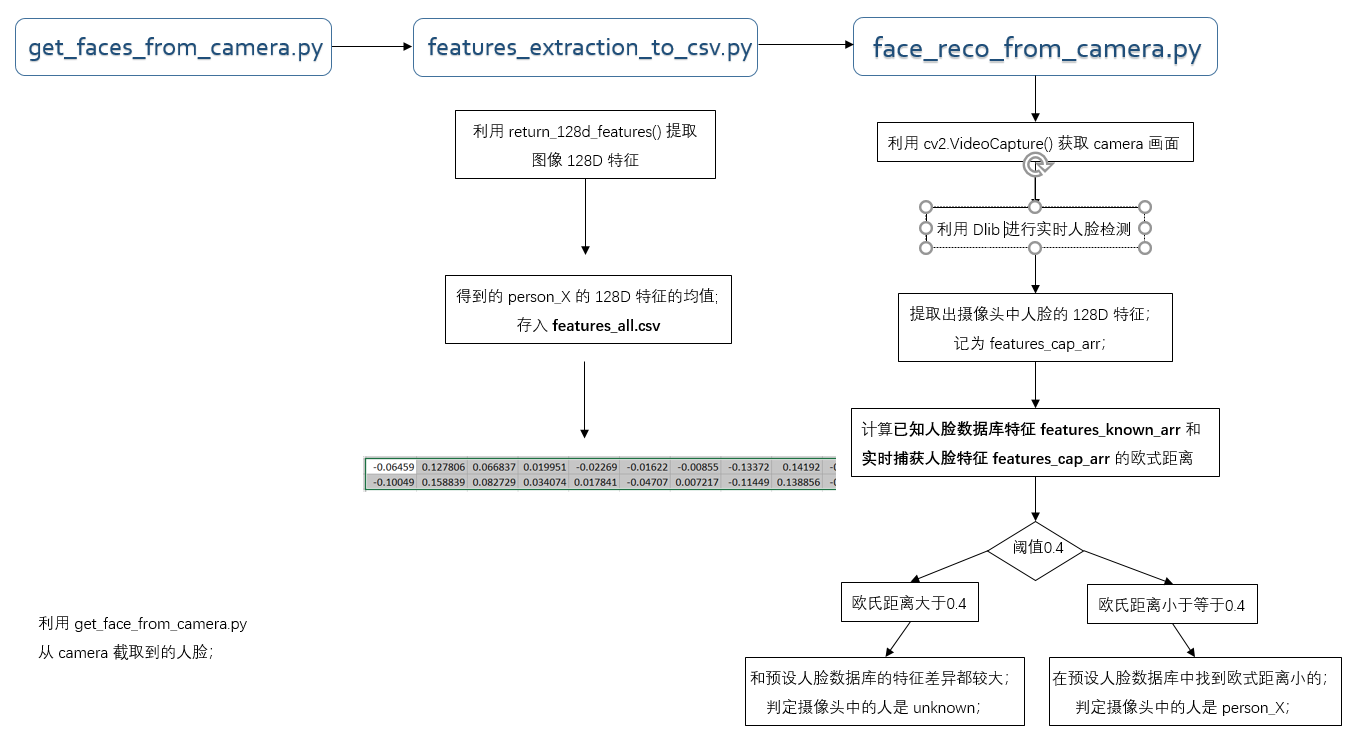 get_faces_from_camera.py
features_extraction_to_csv.py
face_reco_from_camera.py
利用 return_128d_features() 提取
图像 128D 特征
得到的 person_X 的 128D 特征的均值;
存入 features_all.csv
-0.06459 0.127806 0.066837 0.019951 -0.02269 -0.01622 -0.00855 -0.13372 0.14192
-0.10049 0.158839 0.082729 0.034074 0.017841 -0.04707 0.007217 -0.11449 0.138856
利用 get_face_from_camera.py
从 camera 截取到的人脸；
利用 cv2.VideoCapture() 获取 camera 画面
利用 Dlib 进行实时人脸检测
提取出摄像头中人脸的 128D 特征；
记为 features_cap_arr；
计算已知人脸数据库特征 features_known_arr 和
实时捕获人脸特征 features_cap_arr 的欧式距离
阈值0.4
欧氏距离大于0.4
欧氏距离小于等于0.4
和预设人脸数据库的特征差异都较大；
判定摄像头中的人是 unknown；
在预设人脸数据库中找到欧式距离小的；
判定摄像头中的人是 person_X；